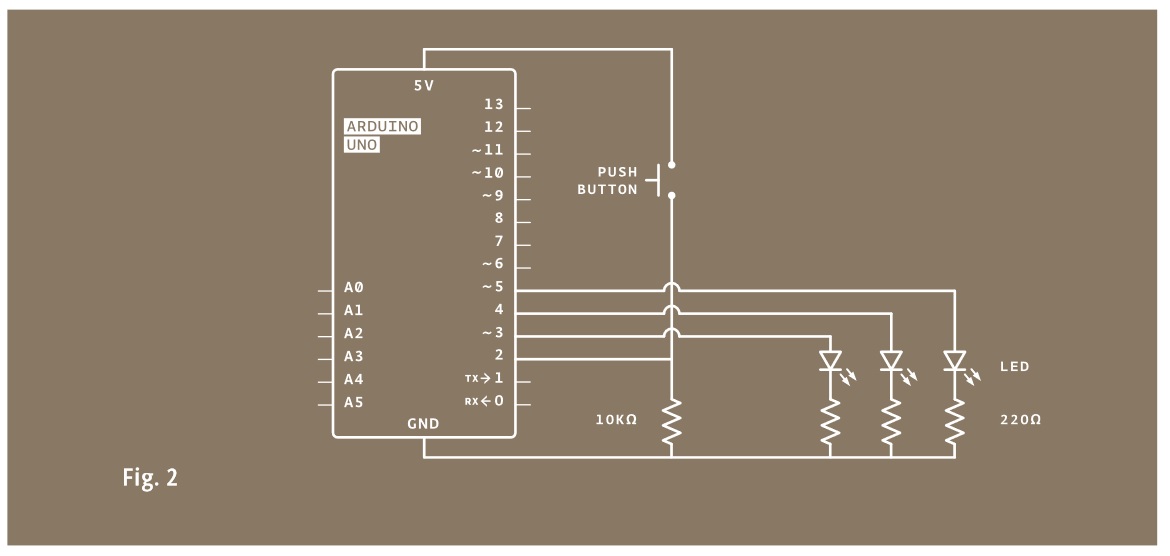 5V
ARDUINO
UNO
13
12
~11
~10
~9
8
7
~6
~5
4
~3
2
TX→1
RX←0
A0
A1
A2
A3
A4
A5
GND
PUSH
BUTTON
10KΩ
LED
220Ω
Fig. 2